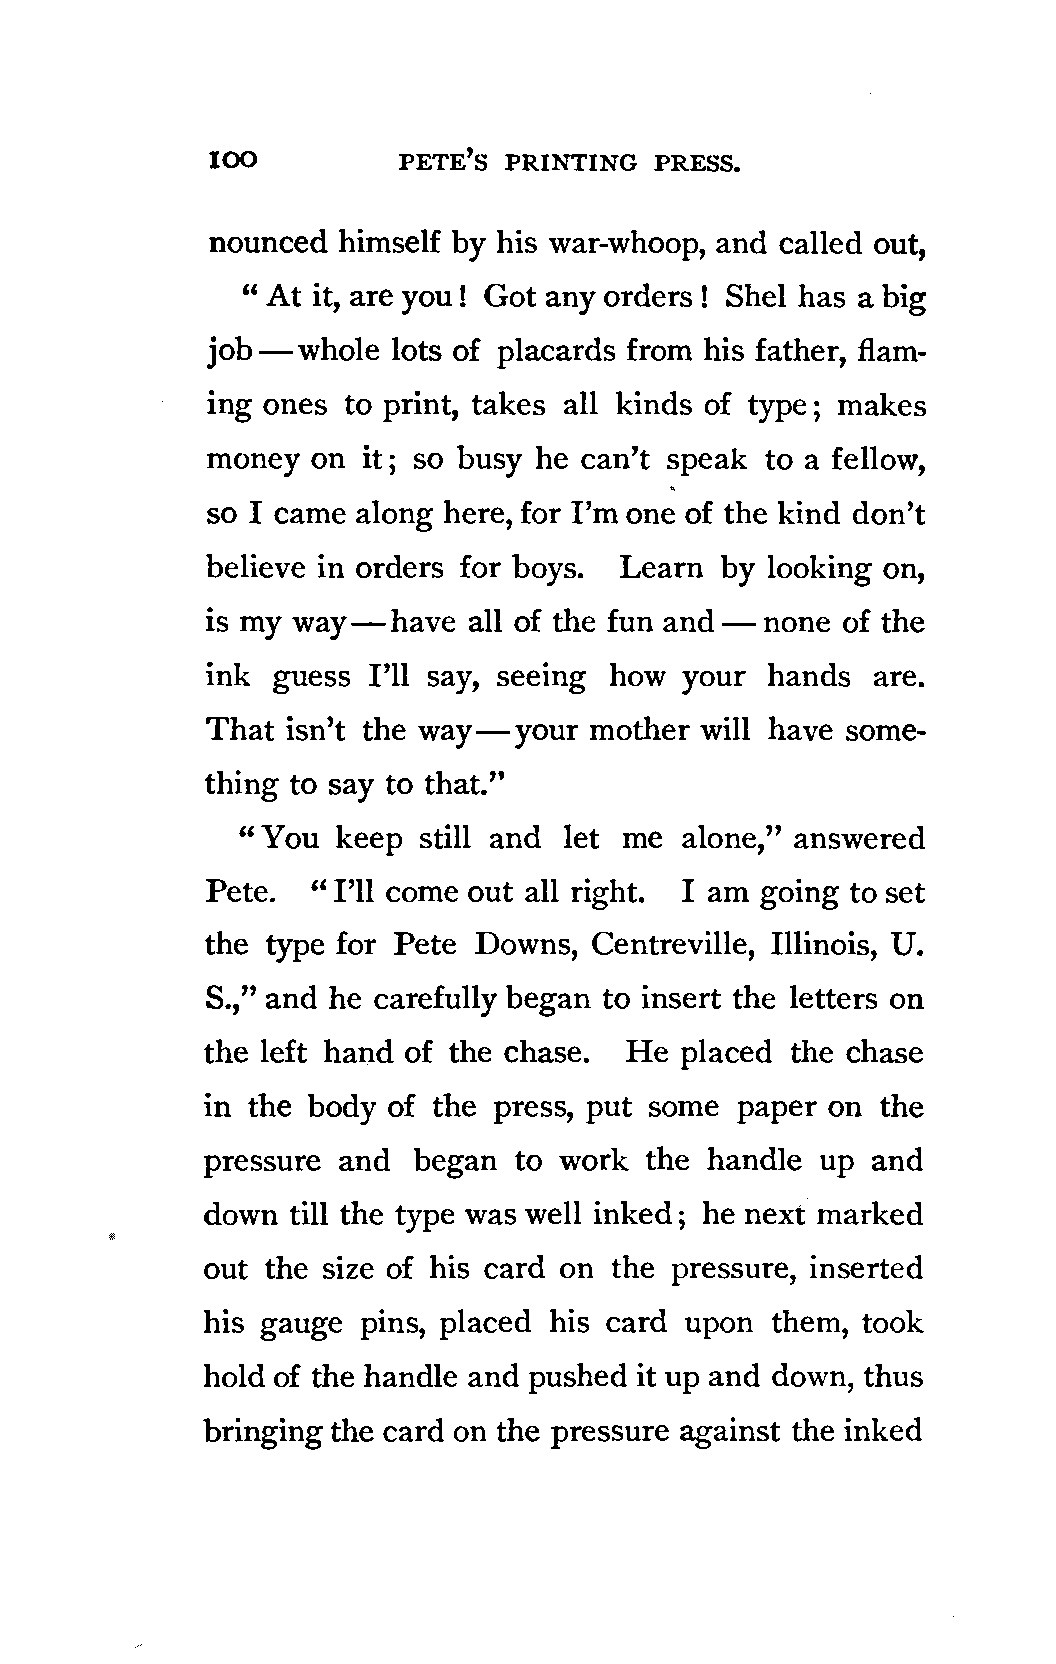 100 PETE'S PRINTING PRESS.
nounced himself by his war-whoop, and called out,
“ At it, are you! Got any orders! Shel has a big
job — whole lots of placards from his father, flam-
ing ones to print, takes all kinds of type; makes
money on it; so busy he can't speak to a fellow,
so I came along here, for I'm one of the kind don't
believe in orders for boys. Learn by looking on,
is my way—have all of the fun and — none of the
ink guess I'll say, seeing how your hands are.
That isn't the way—your mother will have some-
thing to say to that.”
“ You keep still and let me alone,” answered
Pete. “ I'll come out all right. I am going to set
the type for Pete Downs, Centreville, Illinois, U.
S.,” and he carefully began to insert the letters on
the left hand of the chase. He placed the chase
in the body of the press, put some paper on the
pressure and began to work the handle up and
down till the type was well inked; he next marked
out the size of his card on the pressure, inserted
his gauge pins, placed his card upon them, took
hold of the handle and pushed it up and down, thus
bringing the card on the pressure against the inked